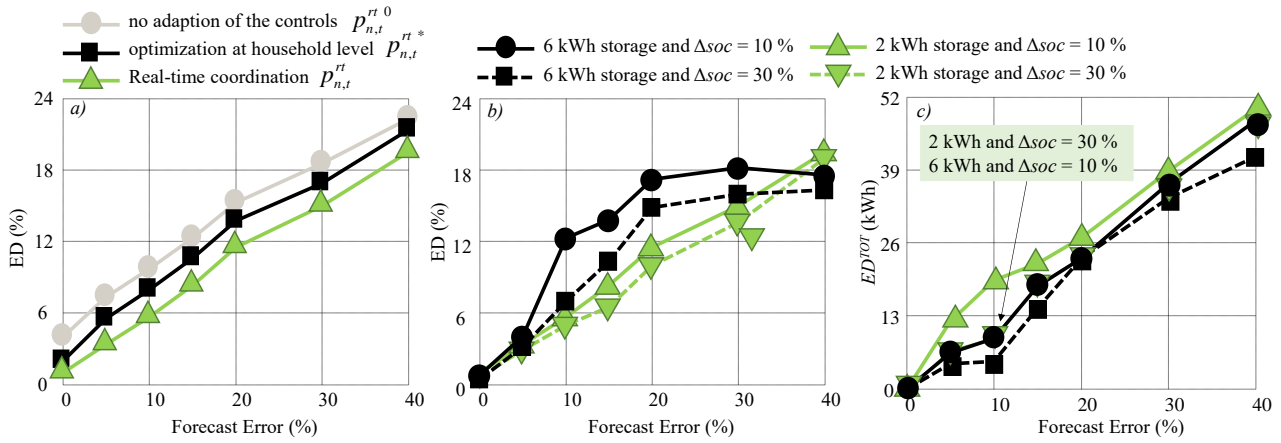 no adaption of the controls p_{n,t}^{rt 0}
optimization at household level p_{n,t}^{rt *}
Real-time coordination p_{n,t}^{rt}
6 kWh storage and Δsoc = 10 %
2 kWh storage and Δsoc = 10 %
6 kWh storage and Δsoc = 30 %
2 kWh storage and Δsoc = 30 %
a)
24
18
12
6
0
ED (%)
0 10 20 30 40
Forecast Error (%)
b)
24
18
12
6
0
ED (%)
0 10 20 30 40
Forecast Error (%)
c)
2 kWh and Δsoc = 30 %
6 kWh and Δsoc = 10 %
52
39
26
13
0
ED^{TOT} (kWh)
0 10 20 30 40
Forecast Error (%)